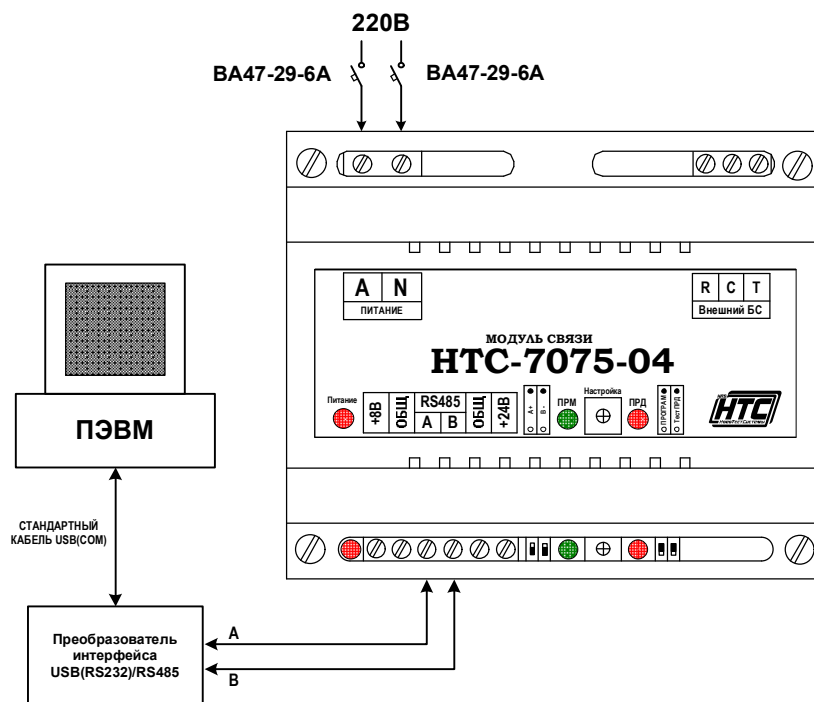 220В
ВА47-29-6А
ВА47-29-6А
A N
ПИТАНИЕ
R C T
Внешний БС
МОДУЛЬ СВЯЗИ
НТС-7075-04
Питание
+8В
ОБЩ
RS485
A B
ОБЩ
+24В
A+
B-
ПРМ
Настройка
ПРД
ПРОГРАМ
Тест ПРД
НТС
ПЭВМ
СТАНДАРТНЫЙ
КАБЕЛЬ USB(COM)
Преобразователь
интерфейса
USB(RS232)/RS485
A
B